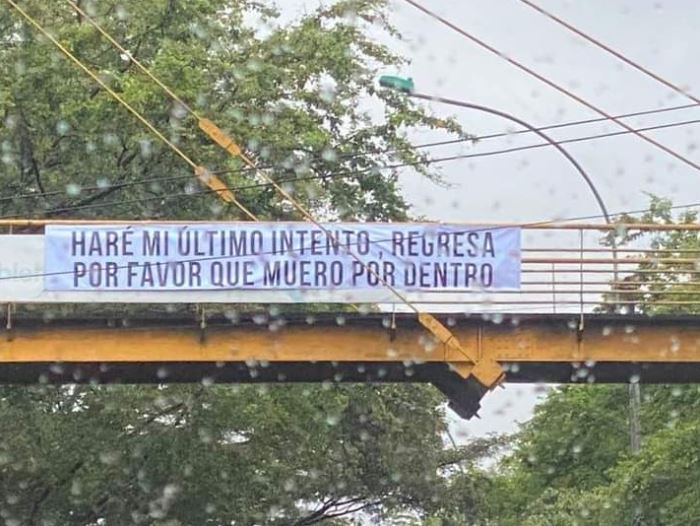 HARÉ MI ÚLTIMO INTENTO , REGRESA
POR FAVOR QUE MUERO POR DENTRO